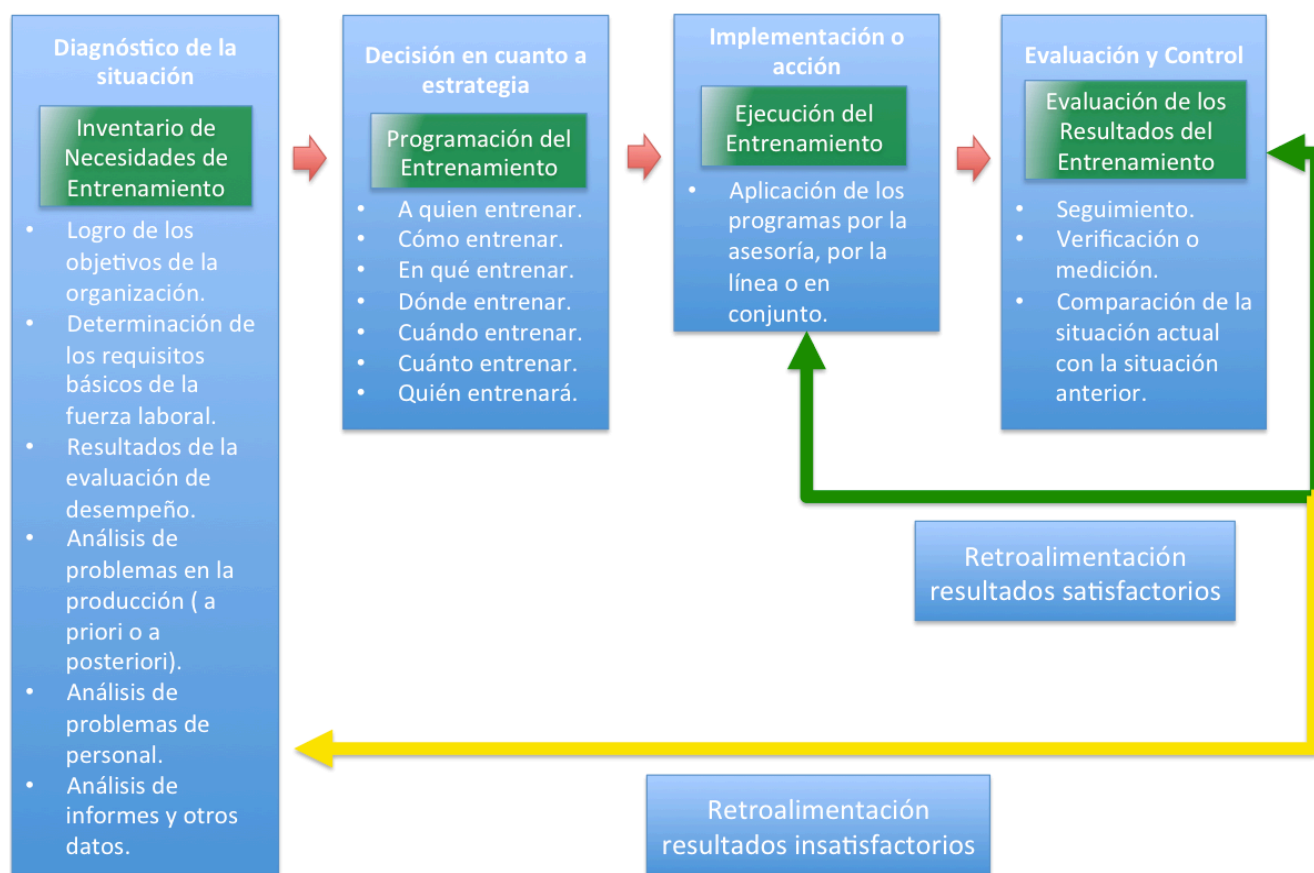 Diagnóstico de la
situación
Inventario de
Necesidades de
Entrenamiento
• Logro de los
objetivos de la
organización.
• Determinación de
los requisitos
básicos de la
fuerza laboral.
• Resultados de la
evaluación de
desempeño.
• Análisis de
problemas en la
producción ( a
priori o a
posteriori).
• Análisis de
problemas de
personal.
• Análisis de
informes y otros
datos.
Decisión en cuanto a
estrategia
Programación del
Entrenamiento
• A quien entrenar.
• Cómo entrenar.
• En qué entrenar.
• Dónde entrenar.
• Cuándo entrenar.
• Cuánto entrenar.
• Quién entrenará.
Implementación o
acción
Ejecución del
Entrenamiento
• Aplicación de los
programas por la
asesoría, por la
línea o en
conjunto.
Evaluación y Control
Evaluación de los
Resultados del
Entrenamiento
• Seguimiento.
• Verificación o
medición.
• Comparación de la
situación actual
con la situación
anterior.
Retroalimentación
resultados satisfactorios
Retroalimentación
resultados insatisfactorios